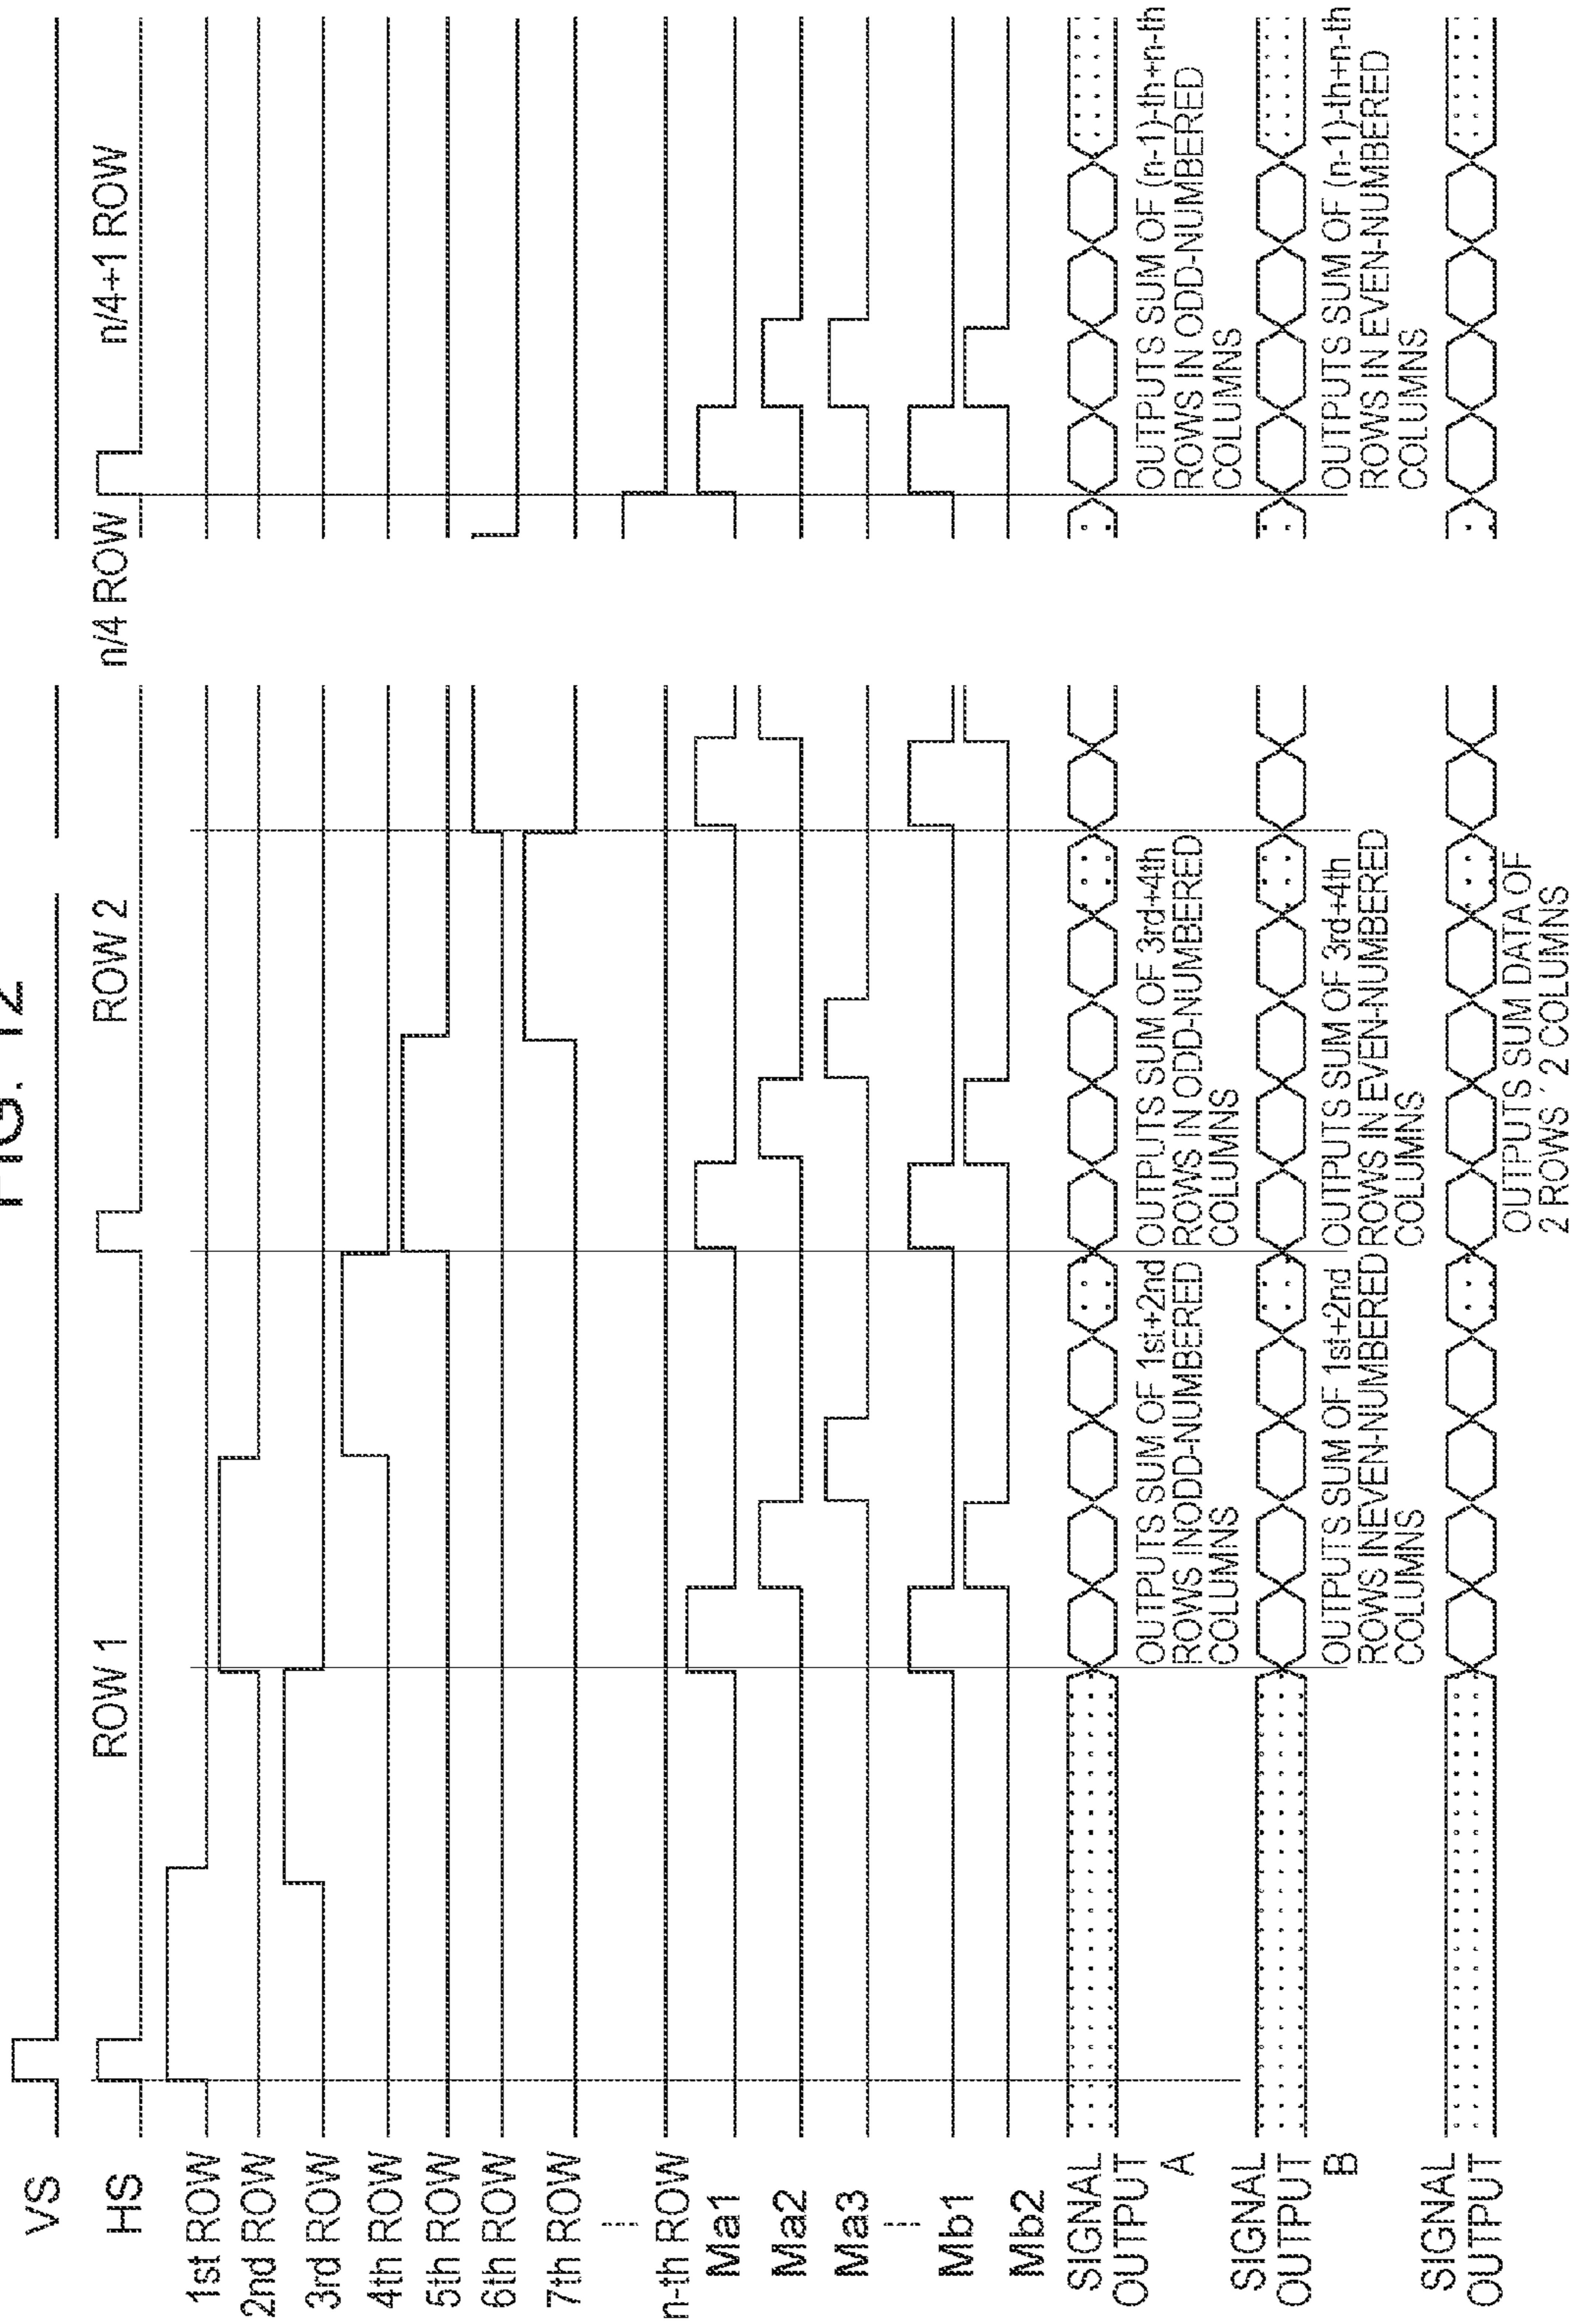 FIG. 12
VS
HS
ROW 1
ROW 2
n/4 ROW
n/4+1 ROW
1st ROW
2nd ROW
3rd ROW
4th ROW
5th ROW
6th ROW
7th ROW
n-th ROW
Ma1
Ma2
Ma3
Mb1
Mb2
SIGNAL
OUTPUT
A
OUTPUTS SUM OF 1st+2nd
ROWS INODD-NUMBERED
COLUMNS
OUTPUTS SUM OF 3rd+4th
ROWS IN ODD-NUMBERED
COLUMNS
OUTPUTS SUM OF (n-1)-th+n-th
ROWS IN ODD-NUMBERED
COLUMNS
SIGNAL
OUTPUT
B
OUTPUTS SUM OF 1st+2nd
ROWS INEVEN-NUMBERED
COLUMNS
OUTPUTS SUM OF 3rd+4th
ROWS IN EVEN-NUMBERED
COLUMNS
OUTPUTS SUM OF (n-1)-th+n-th
ROWS IN EVEN-NUMBERED
COLUMNS
SIGNAL
OUTPUT
OUTPUTS SUM DATA OF
2 ROWS ´ 2 COLUMNS